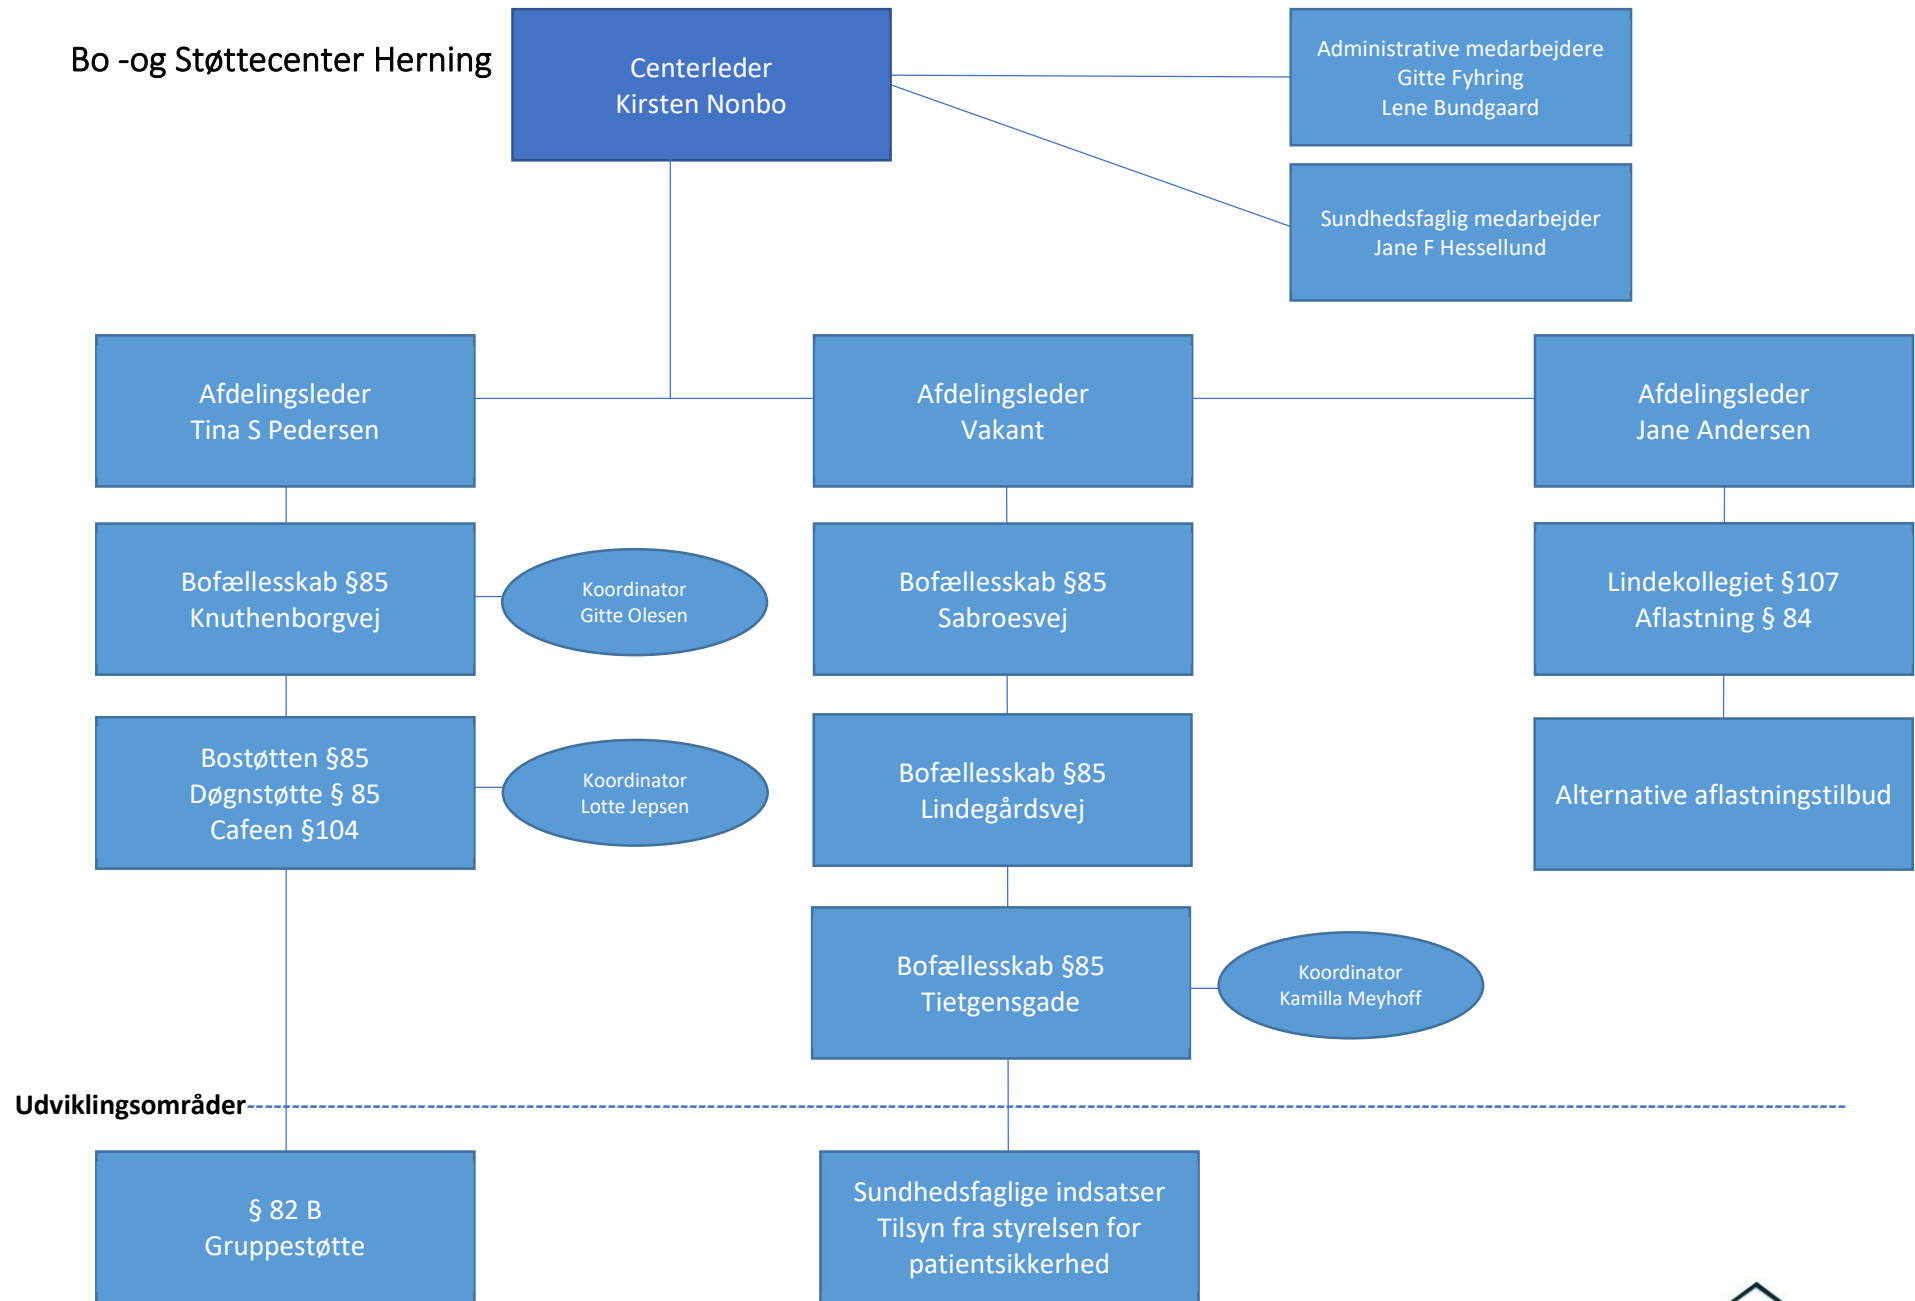 Bo -og Støttecenter Herning
Centerleder
Kirsten Nonbo
Administrative medarbejdere
Gitte Fyhring
Lene Bundgaard
Sundhedsfaglig medarbejder
Jane F Hessellund
Afdelingsleder
Tina S Pedersen
Afdelingsleder
Vakant
Afdelingsleder
Jane Andersen
Bofællesskab §85
Knuthenborgvej
Koordinator
Gitte Olesen
Bofællesskab §85
Sabroesvej
Lindekollegiet §107
Aflastning § 84
Bostøtten §85
Døgnstøtte § 85
Cafeen §104
Koordinator
Lotte Jepsen
Bofællesskab §85
Lindegårdsvej
Alternative aflastningstilbud
Bofællesskab §85
Tietgensgade
Koordinator
Kamilla Meyhoff
Udviklingsområder
§ 82 B
Gruppestøtte
Sundhedsfaglige indsatser
Tilsyn fra styrelsen for
patientsikkerhed